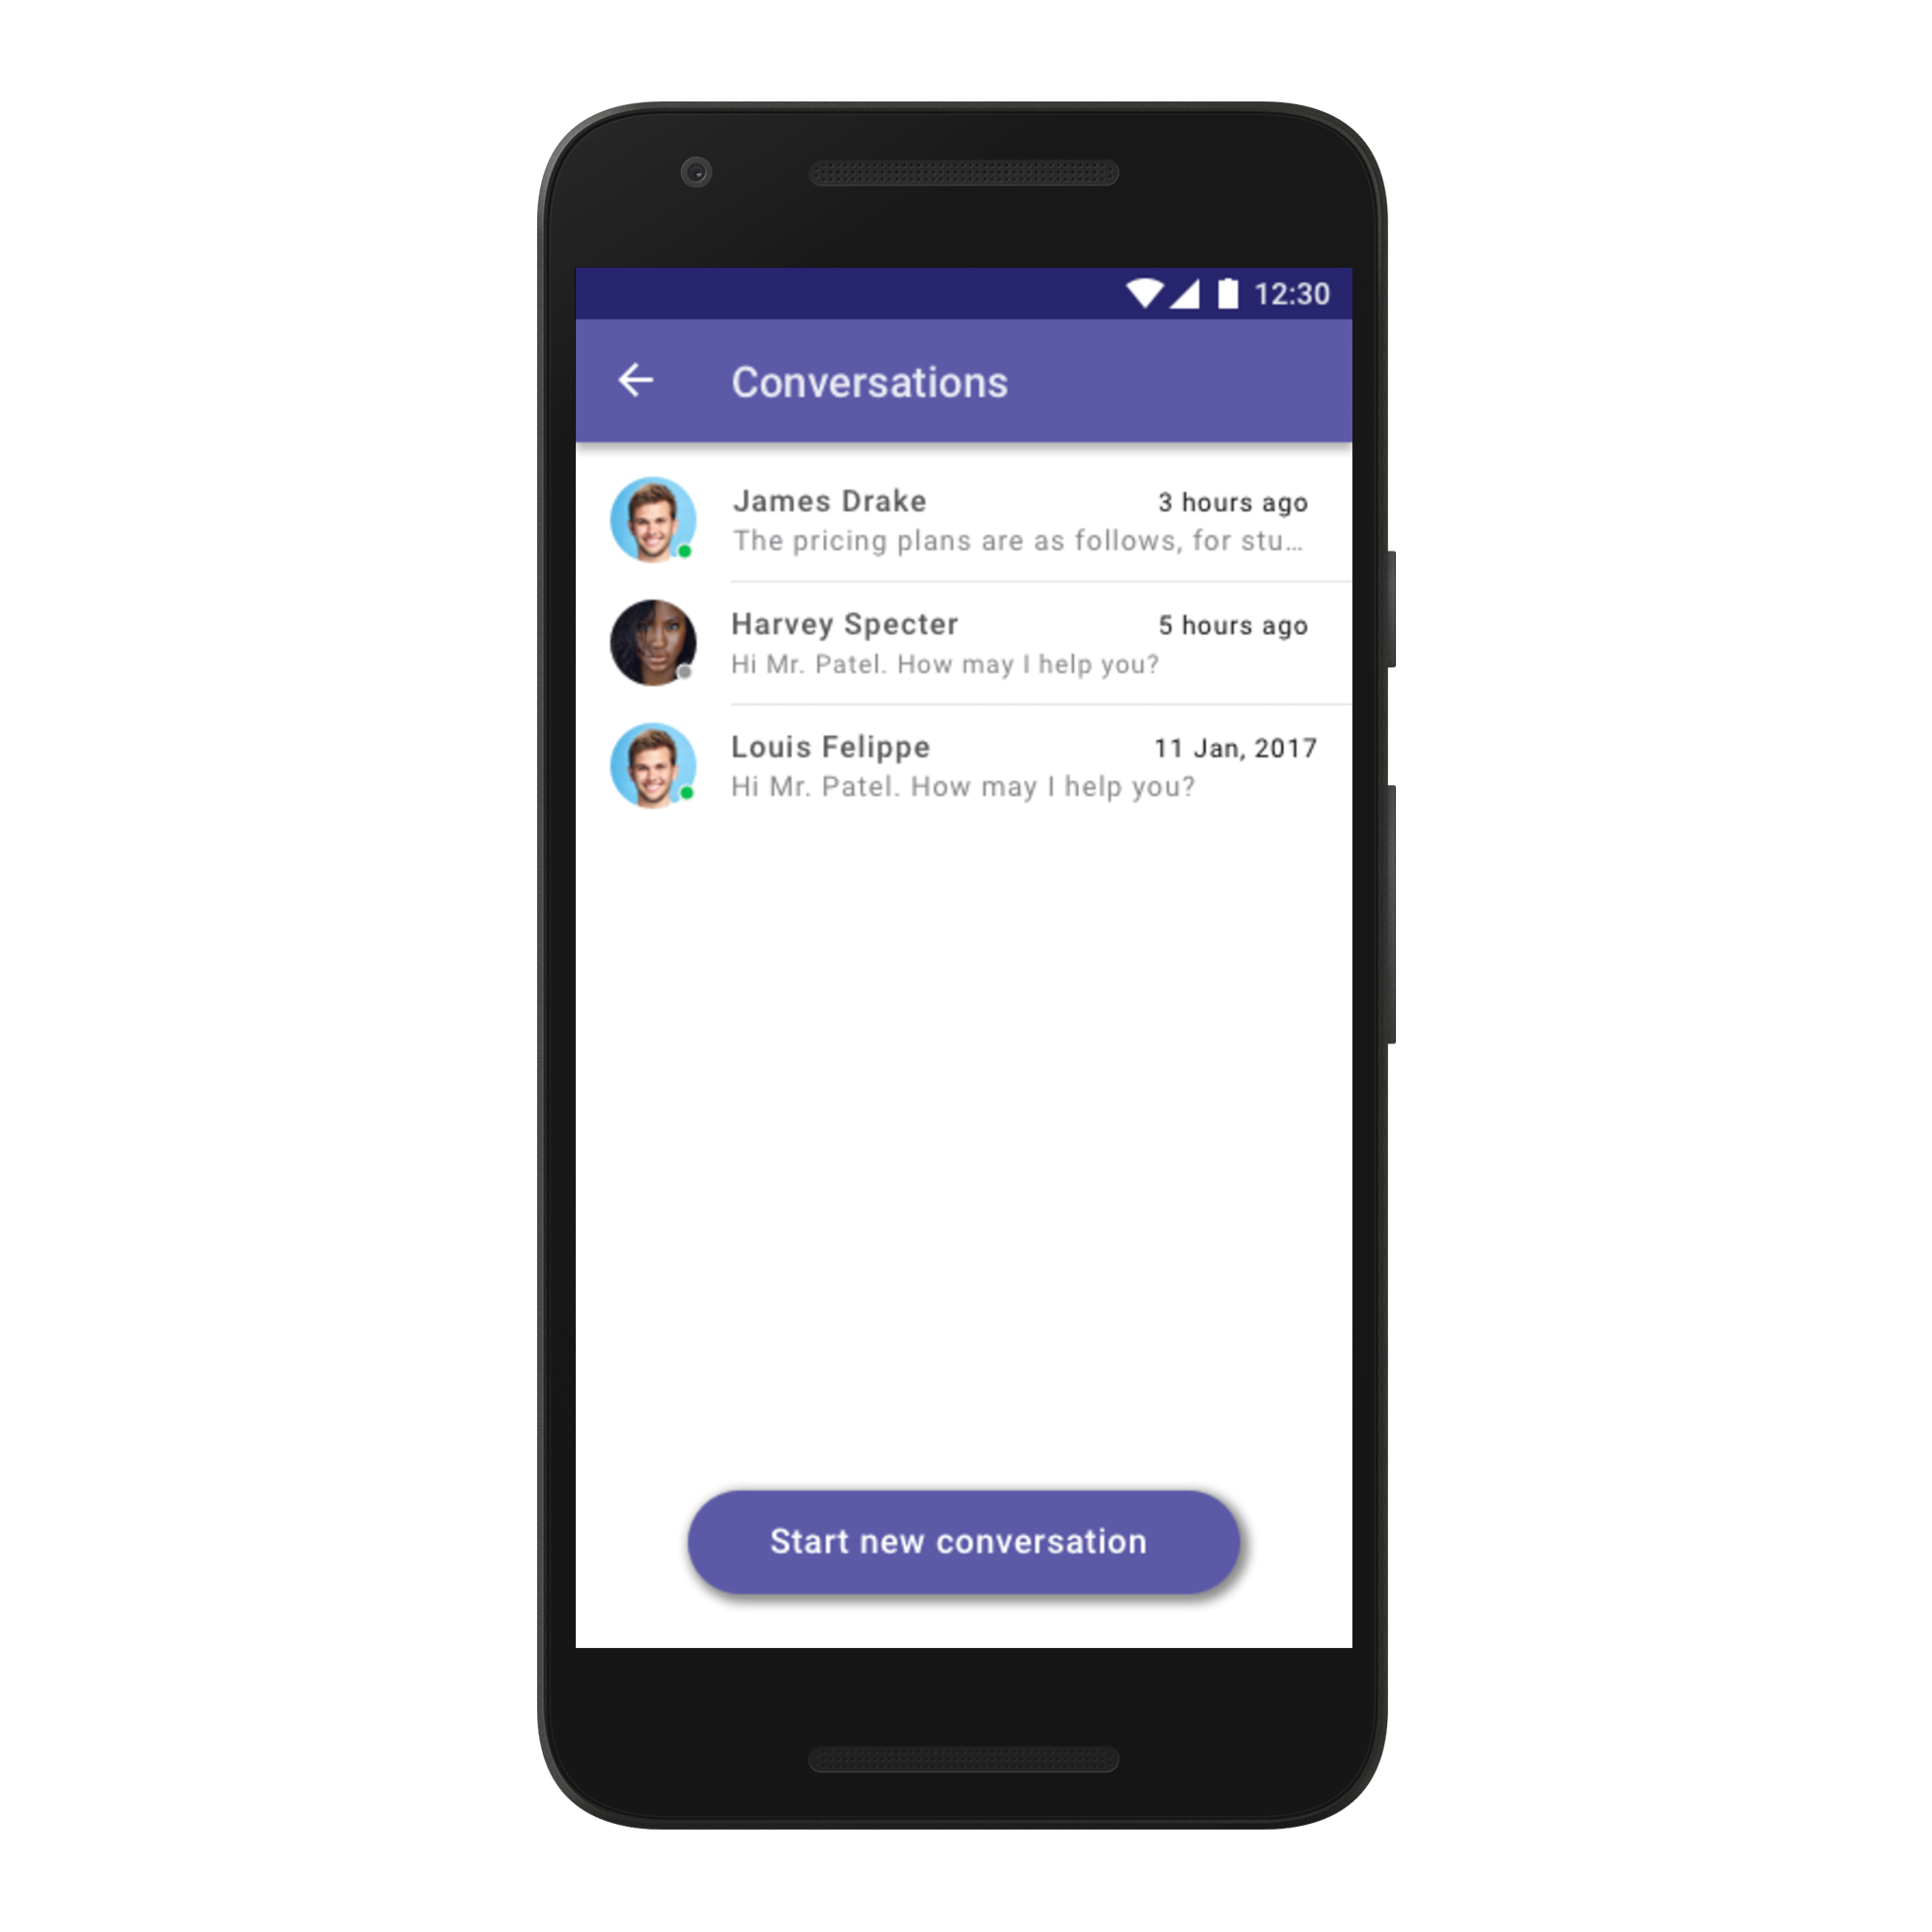 12:30
Conversations
James Drake 3 hours ago
The pricing plans are as follows, for stu...
Harvey Specter 5 hours ago
Hi Mr. Patel. How may I help you?
Louis Felippe 11 Jan, 2017
Hi Mr. Patel. How may I help you?
Start new conversation